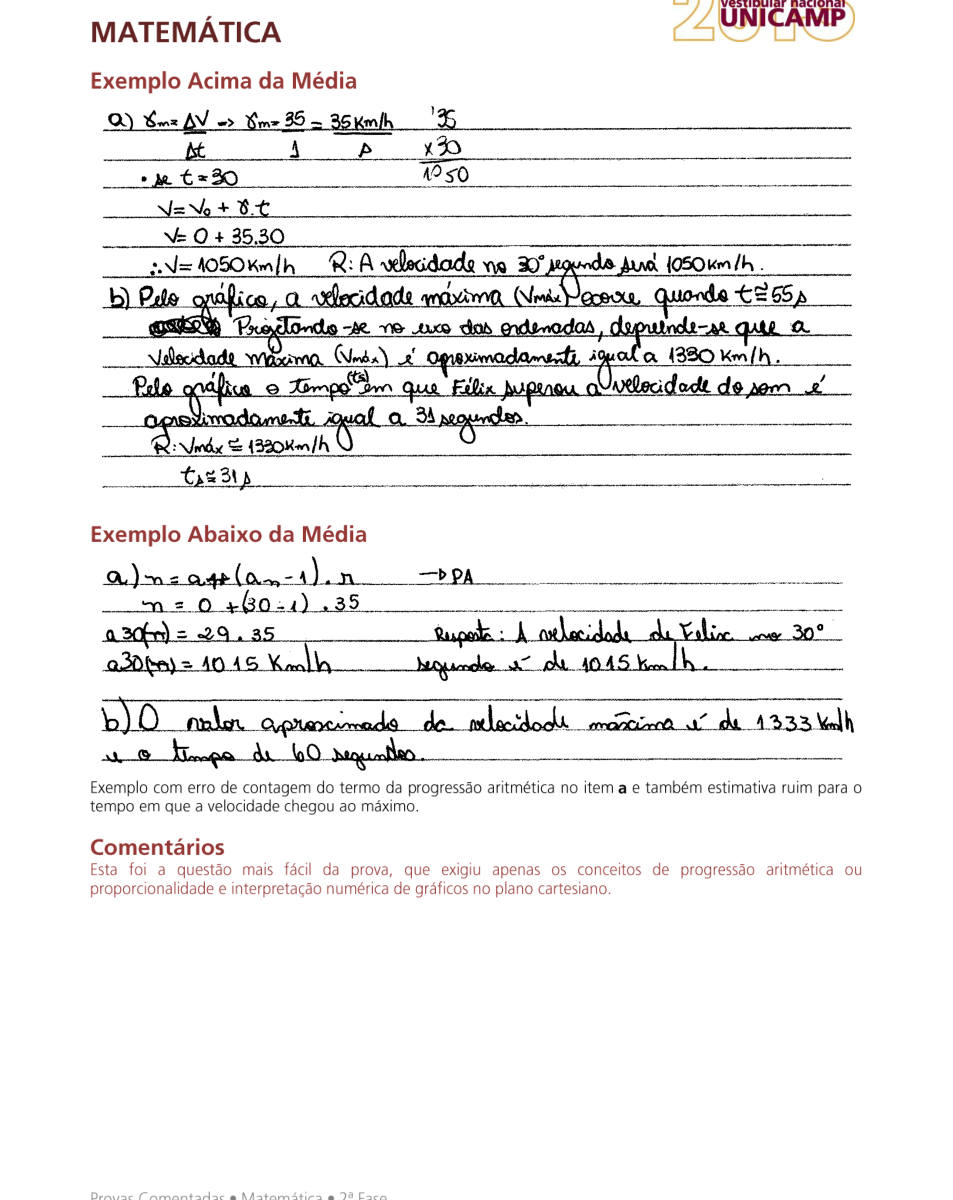 vestibular nacional
UNICAMP
MATEMÁTICA
Exemplo Acima da Média
a) γm = ΔV -> γm = 35 = 35 Km/h '35
Δt 1 s x 30
• se t = 30 1050
V = V₀ + γ.t
V = 0 + 35.30
∴ V = 1050 Km/h R: A velocidade no 30° segundo será 1050 km/h.
b) Pelo gráfico, a velocidade máxima (Vmáx) ocorre quando t ≅ 55 s
Projetando-se no eixo das ordenadas, depreende-se que a
velocidade máxima (Vmáx) é aproximadamente igual a 1330 Km/h.
Pelo gráfico o tempo (ts) em que Félix superou a velocidade do som é
aproximadamente igual a 31 segundos.
R: Vmáx ≅ 1330 Km/h
ts ≅ 31 s
Exemplo Abaixo da Média
a) n = a1 + (an - 1) . r -> PA
n = 0 + (30 - 1) . 35
a30 = 29 . 35 Resposta: A velocidade de Felix no 30°
a30 = 1015 Km/h segundo é de 1015 km/h.
b) O valor aproximado da velocidade máxima é de 1333 km/h
e o tempo de 60 segundos.
Exemplo com erro de contagem do termo da progressão aritmética no item a e também estimativa ruim para o
tempo em que a velocidade chegou ao máximo.
Comentários
Esta foi a questão mais fácil da prova, que exigiu apenas os conceitos de progressão aritmética ou
proporcionalidade e interpretação numérica de gráficos no plano cartesiano.
Provas Comentadas • Matemática • 2ª Fase